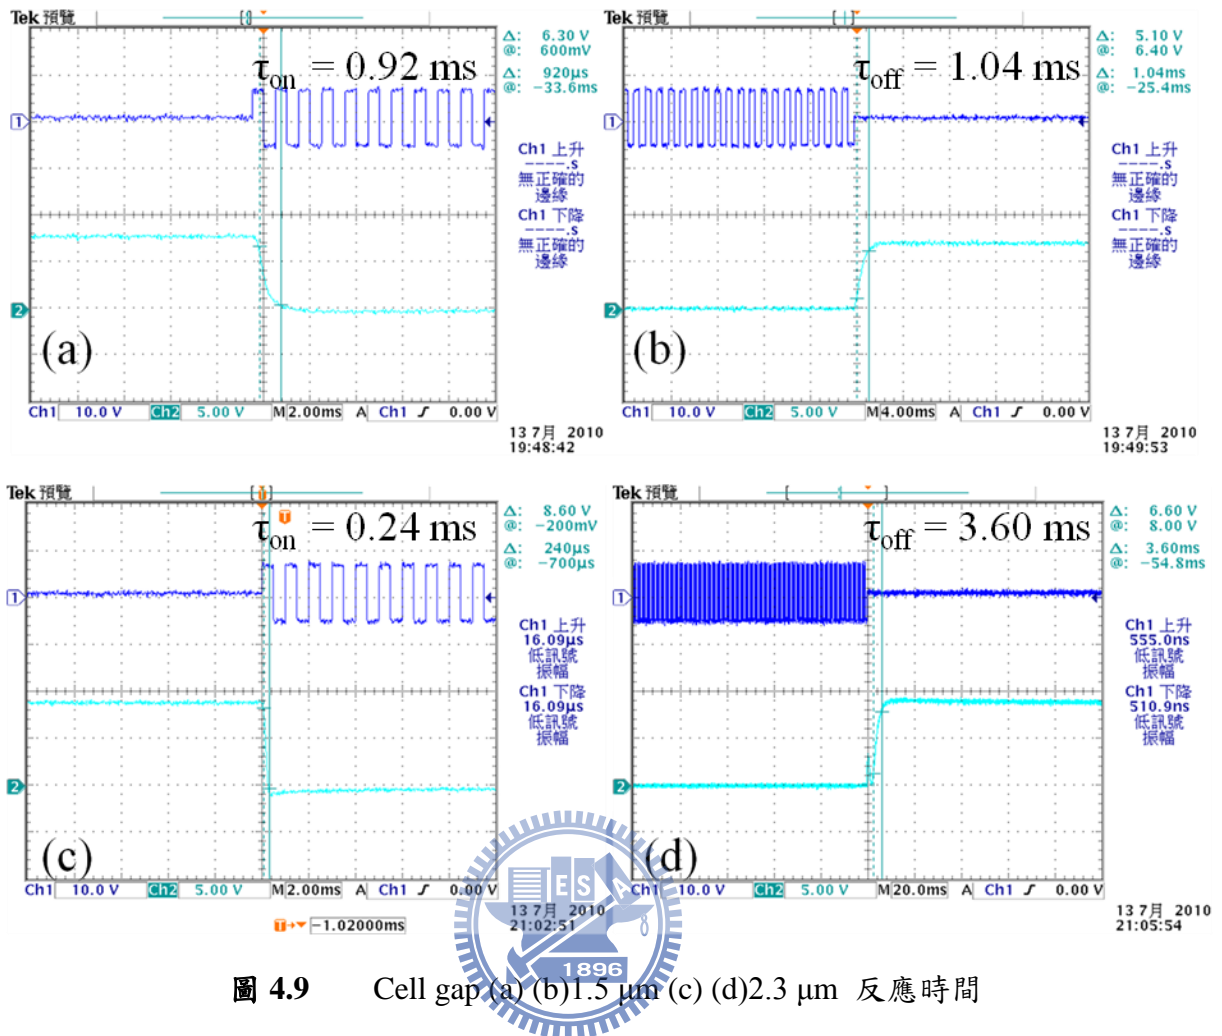 Tek 預覽
τon = 0.92 ms
Δ: 6.30 V
@: 600mV
Δ: 920μs
@: −33.6ms
1
Ch1 上升
−−−−.s
無正確的
邊緣
Ch1 下降
−−−−.s
無正確的
邊緣
2
(a)
Ch1 10.0 V Ch2 5.00 V M 2.00ms A Ch1 0.00 V
13 7月 2010
19:48:42
Tek 預覽
τoff = 1.04 ms
Δ: 5.10 V
@: 6.40 V
Δ: 1.04ms
@: −25.4ms
1
Ch1 上升
−−−−.s
無正確的
邊緣
Ch1 下降
−−−−.s
無正確的
邊緣
2
(b)
Ch1 10.0 V Ch2 5.00 V M 4.00ms A Ch1 0.00 V
13 7月 2010
19:49:53
Tek 預覽
T
T
τon = 0.24 ms
Δ: 8.60 V
@: −200mV
Δ: 240μs
@: −700μs
1
Ch1 上升
16.09μs
低訊號
振幅
Ch1 下降
16.09μs
低訊號
振幅
2
(c)
Ch1 10.0 V Ch2 5.00 V M 2.00ms A Ch1 0.00 V
13 7月 2010
21:02:51
T −1.02000ms
Tek 預覽
τoff = 3.60 ms
Δ: 6.60 V
@: 8.00 V
Δ: 3.60ms
@: −54.8ms
1
Ch1 上升
555.0ns
低訊號
振幅
Ch1 下降
510.9ns
低訊號
振幅
2
(d)
Ch1 10.0 V Ch2 5.00 V M 20.0ms A Ch1 0.00 V
13 7月 2010
21:05:54
E S A
1896
圖 4.9 Cell gap (a) (b)1.5 μm (c) (d)2.3 μm 反應時間